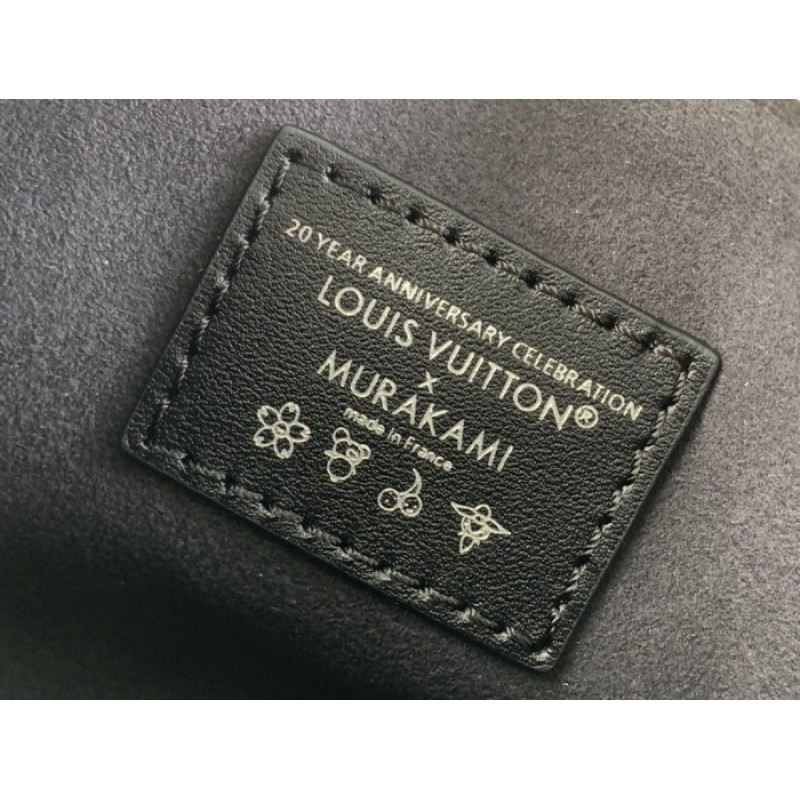 20 YEAR ANNIVERSARY CELEBRATION
LOUIS VUITTON®
x
MURAKAMI
made in France